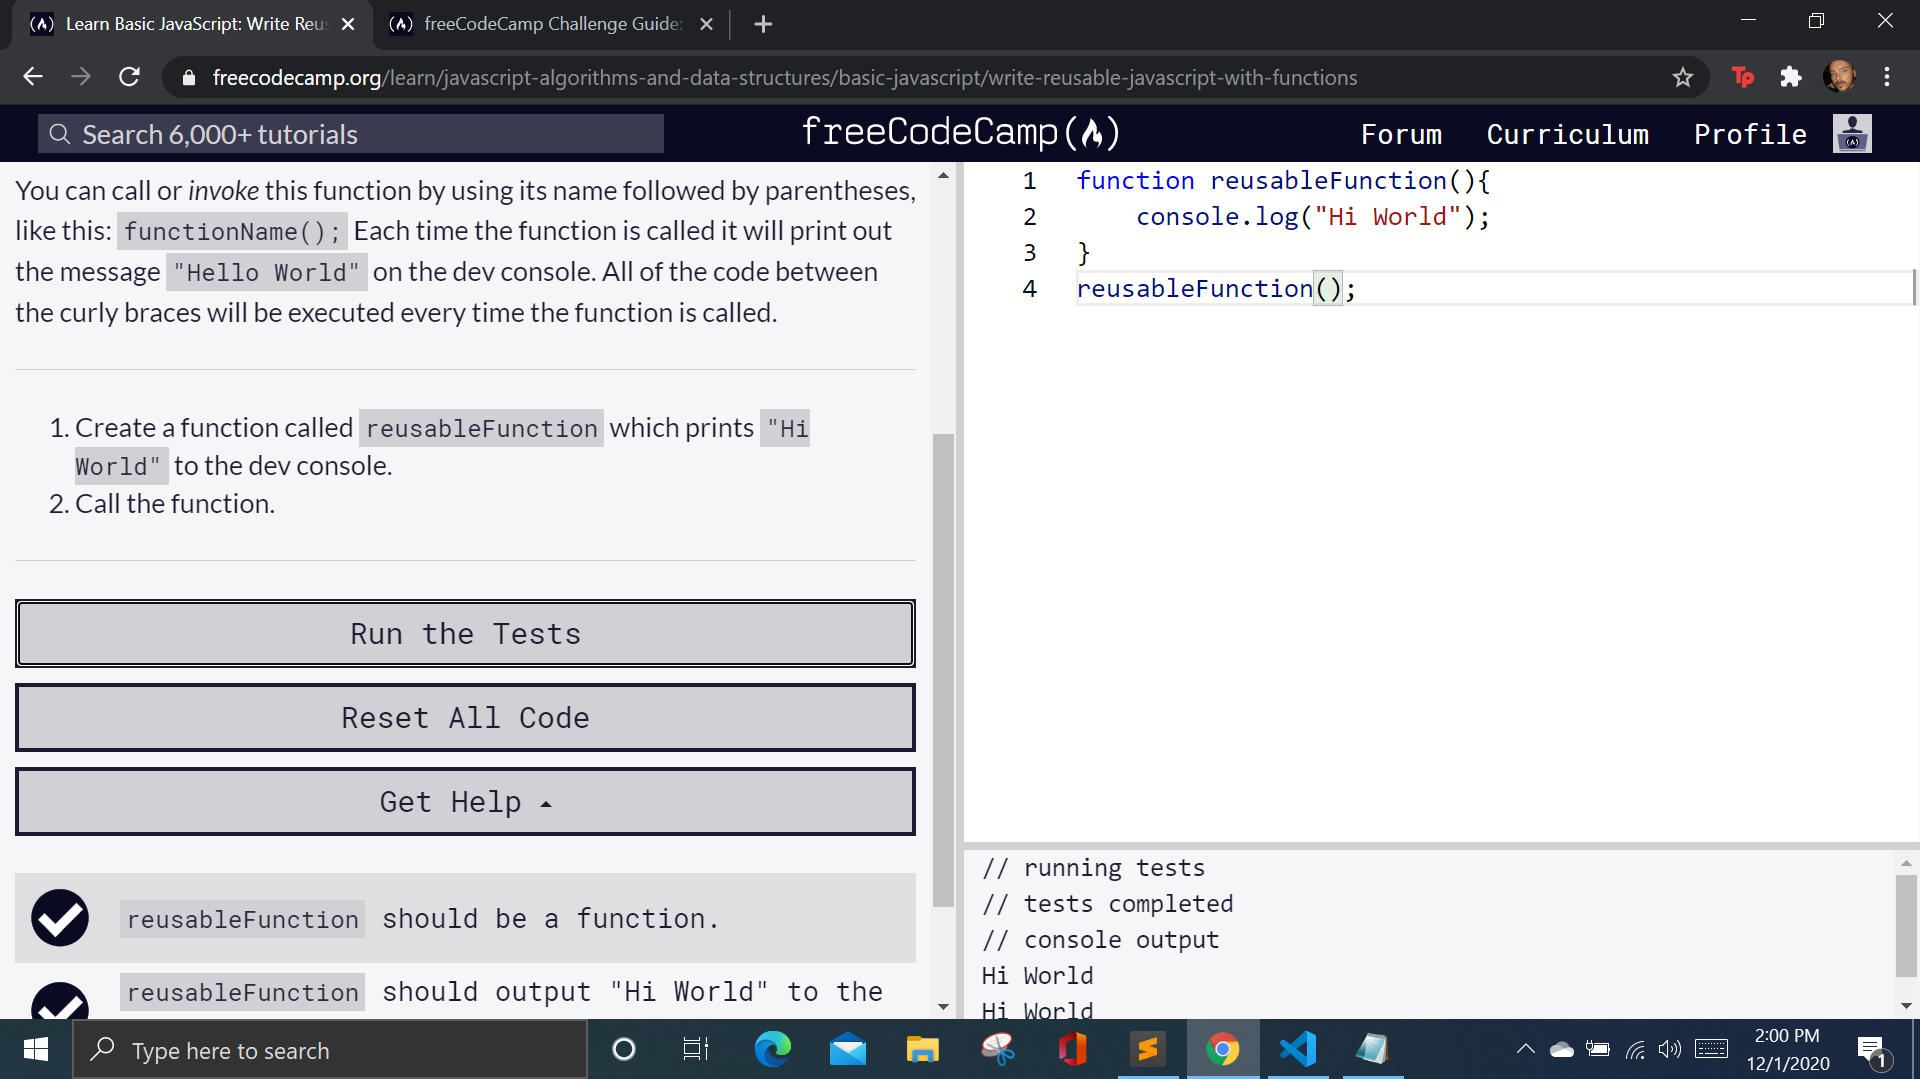 Learn Basic JavaScript: Write Reus
freeCodeCamp Challenge Guide:
freecodecamp.org/learn/javascript-algorithms-and-data-structures/basic-javascript/write-reusable-javascript-with-functions
Search 6,000+ tutorials
freeCodeCamp
Forum
Curriculum
Profile
You can call or invoke this function by using its name followed by parentheses,
like this: functionName(); Each time the function is called it will print out
the message "Hello World" on the dev console. All of the code between
the curly braces will be executed every time the function is called.
1. Create a function called reusableFunction which prints "Hi
World" to the dev console.
2. Call the function.
Run the Tests
Reset All Code
Get Help
reusableFunction should be a function.
reusableFunction should output "Hi World" to the
1 function reusableFunction(){
2 console.log("Hi World");
3 }
4 reusableFunction();
// running tests
// tests completed
// console output
Hi World
Hi World
Type here to search
2:00 PM
12/1/2020
1